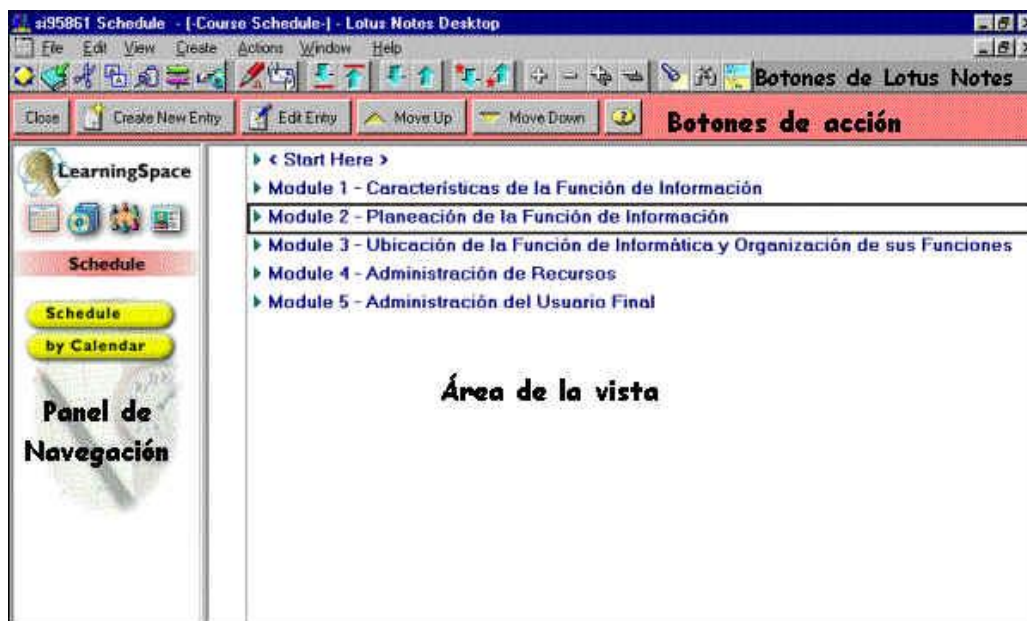 si95861 Schedule - [-Course Schedule-] - Lotus Notes Desktop
File Edit View Create Actions Window Help
Botones de Lotus Notes
Close Create New Entry Edit Entry Move Up Move Down Botones de acción
LearningSpace
Schedule
Schedule
by Calendar
Panel de
Navegación
< Start Here >
Module 1 - Características de la Función de Información
Module 2 - Planeación de la Función de Información
Module 3 - Ubicación de la Función de Informática y Organización de sus Funciones
Module 4 - Administración de Recursos
Module 5 - Administración del Usuario Final
Área de la vista